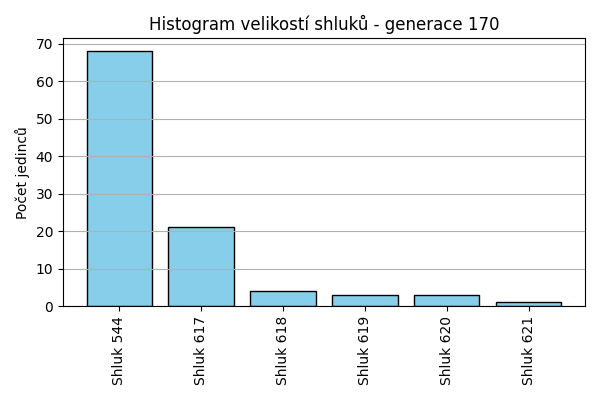 Histogram velikostí shluků - generace 170
Počet jedinců
70
60
50
40
30
20
10
0
Shluk 544
Shluk 617
Shluk 618
Shluk 619
Shluk 620
Shluk 621